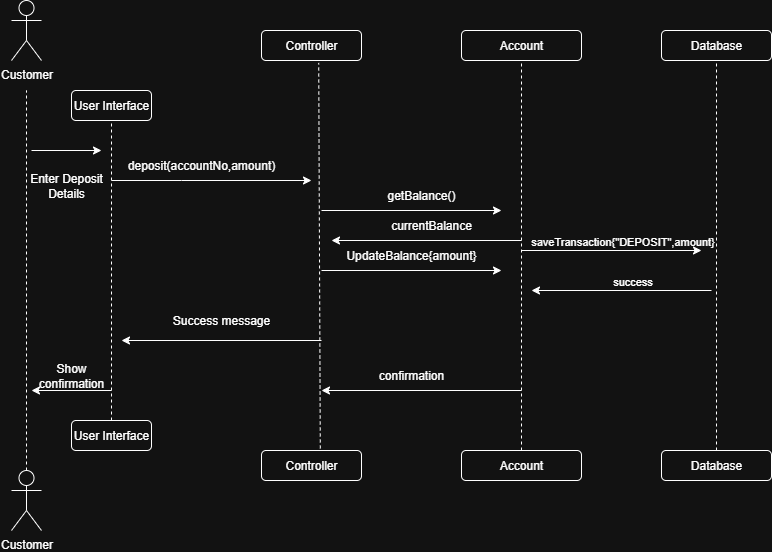 Controller
Account
Database
Customer
User Interface
deposit(accountNo,amount)
Enter Deposit
Details
getBalance()
currentBalance
saveTransaction{"DEPOSIT",amount}
UpdateBalance{amount}
success
Success message
Show
confirmation
confirmation
User Interface
Controller
Account
Database
Customer